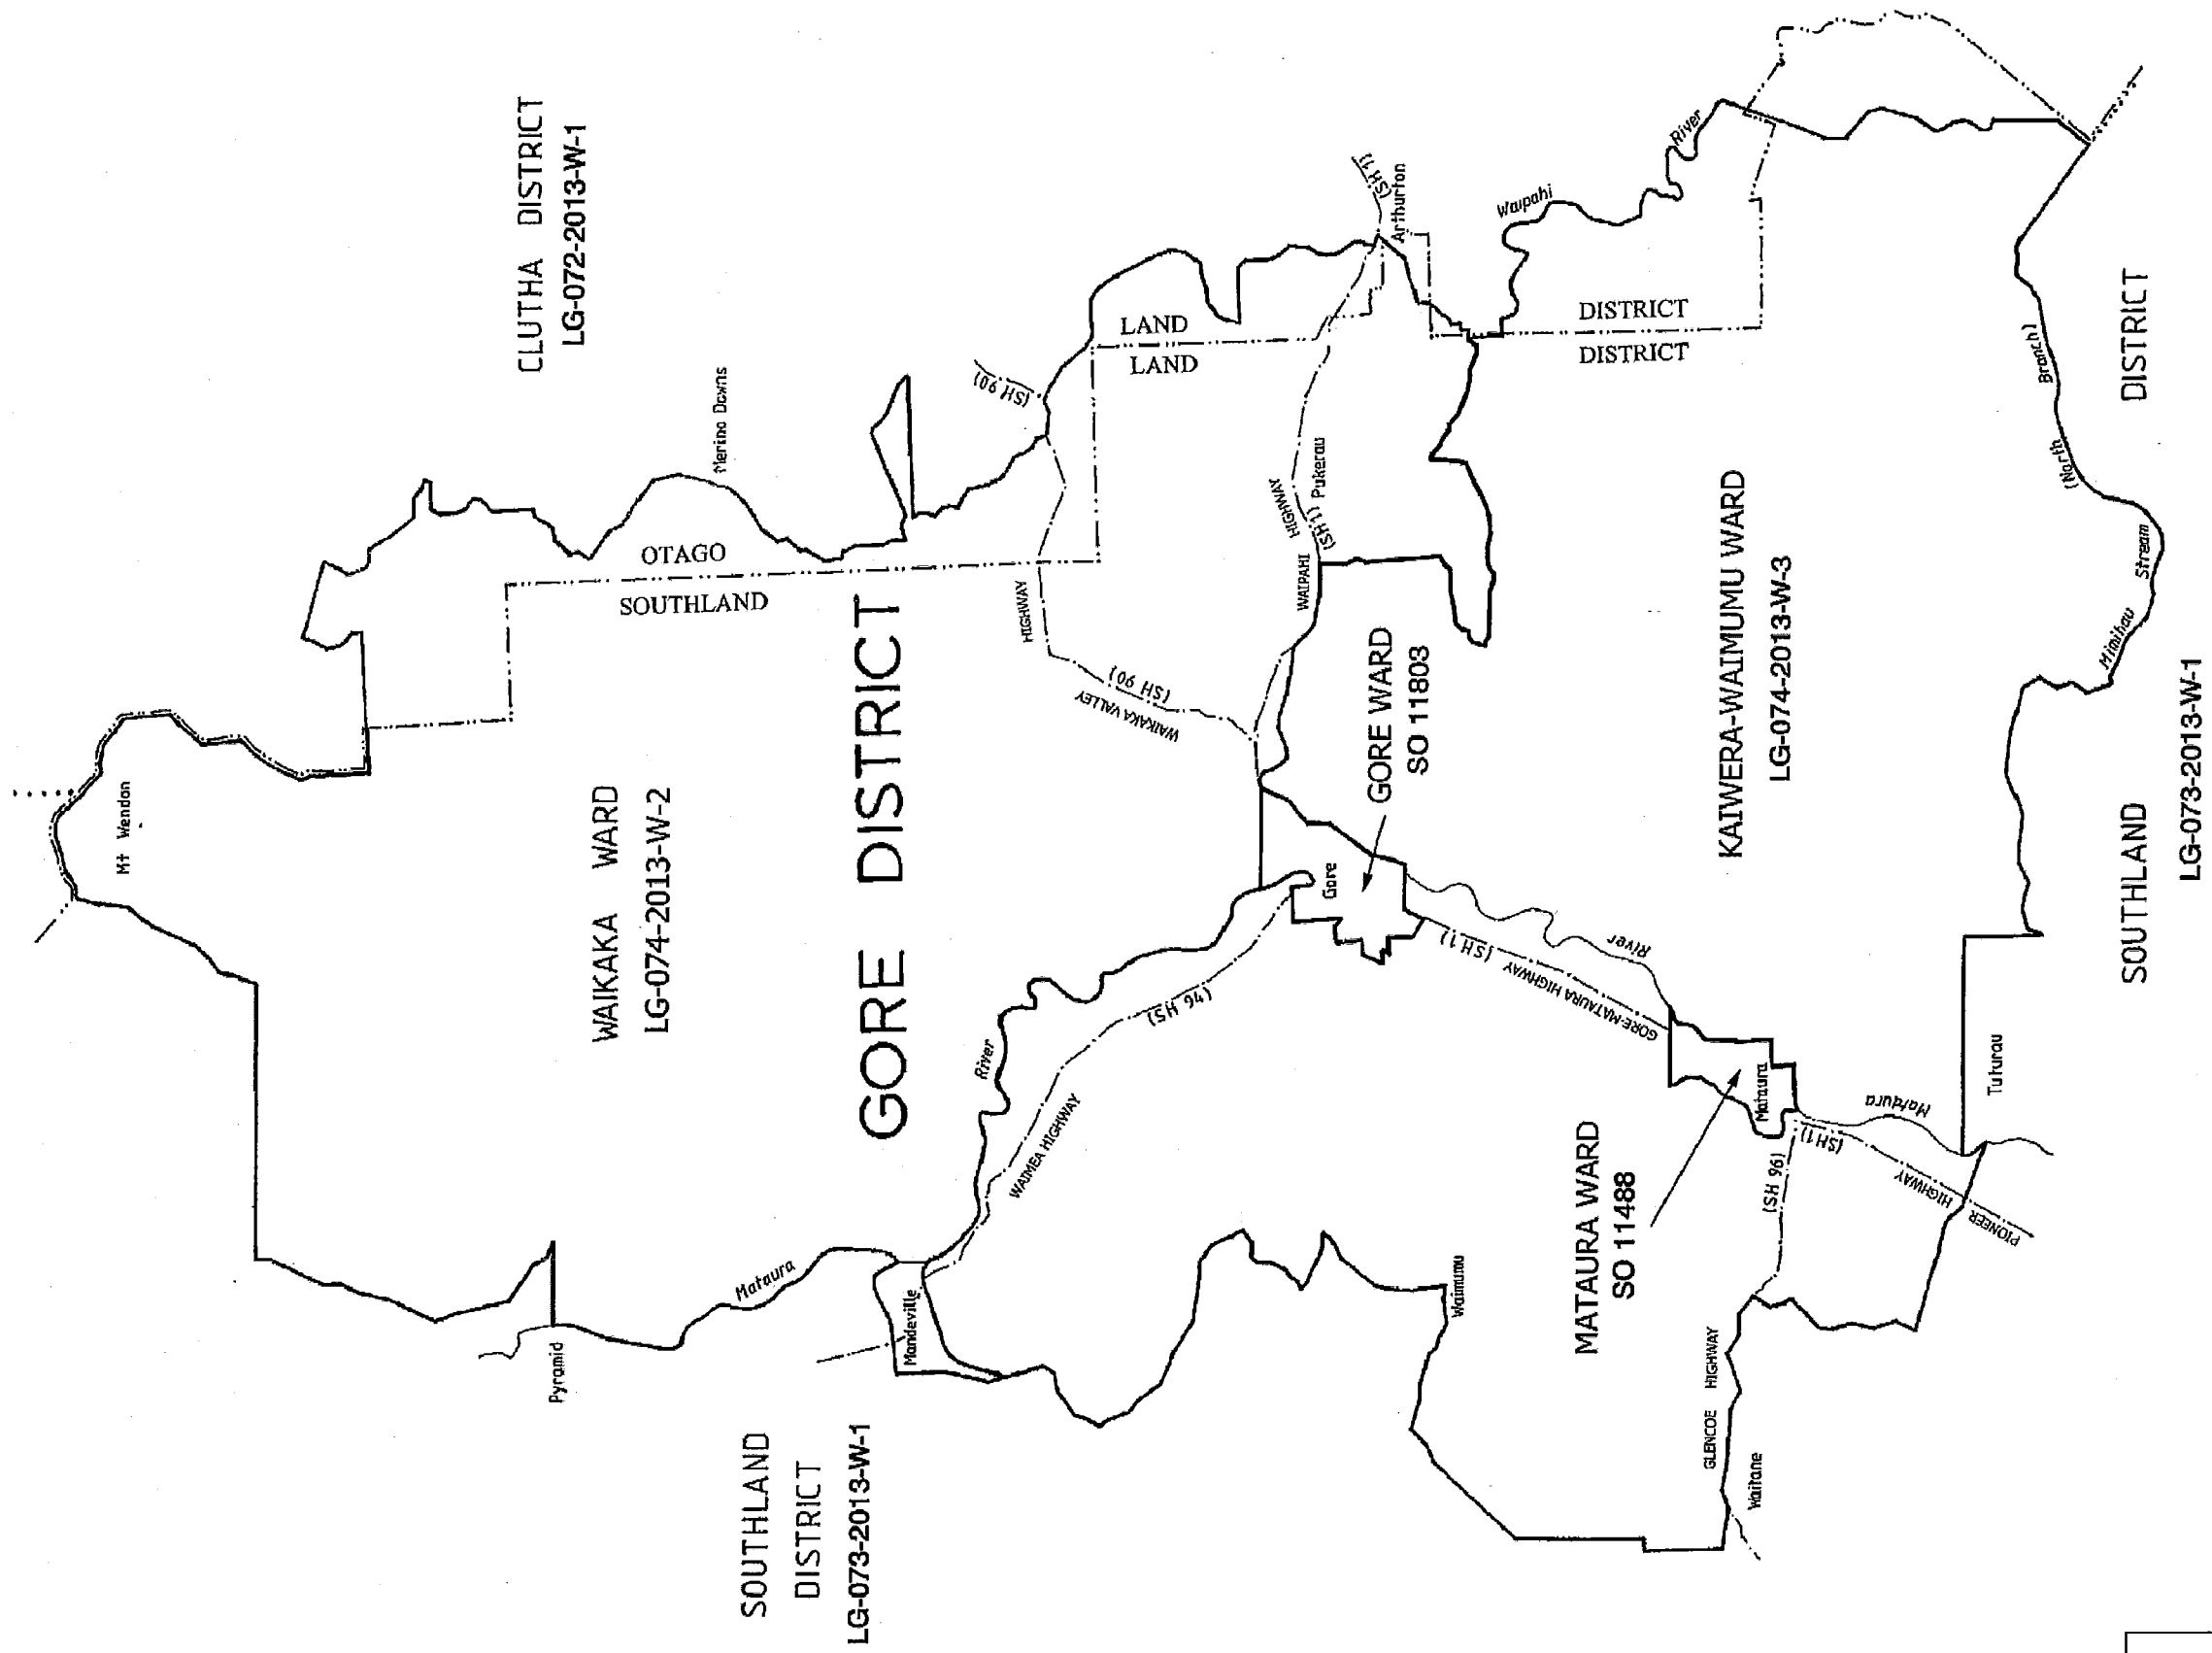 CLUTHA DISTRICT
LG-072-2013-W-1
Mt Wendon
Merino Downs
WAIKAKA WARD
LG-074-2013-W-2
OTAGO
SOUTHLAND
GORE DISTRICT
(SH 90)
HIGHWAY
WAIKAKA VALLEY
(SH 90)
LAND
LAND
(SH 1)
Arthurton
HIGHWAY
WAIPAHI
(SH 1)
Pukerau
Waipahi
River
DISTRICT
DISTRICT
Pyramid
Mataura
River
Mandeville
WAIMEA HIGHWAY
(SH 94)
SOUTHLAND
DISTRICT
LG-073-2013-W-1
Gore
GORE WARD
SO 11803
KAIWERA-WAIMUMU WARD
LG-074-2013-W-3
GORE-MATAURA HIGHWAY (SH 1)
River
Waimumu
MATAURA WARD
SO 11488
Mataura
(SH 96)
(SH 1)
Mataura
GLENCOE HIGHWAY
Waitane
PIONEER HIGHWAY
Tuturau
Mimihau Stream
(North Branch)
SOUTHLAND DISTRICT
LG-073-2013-W-1